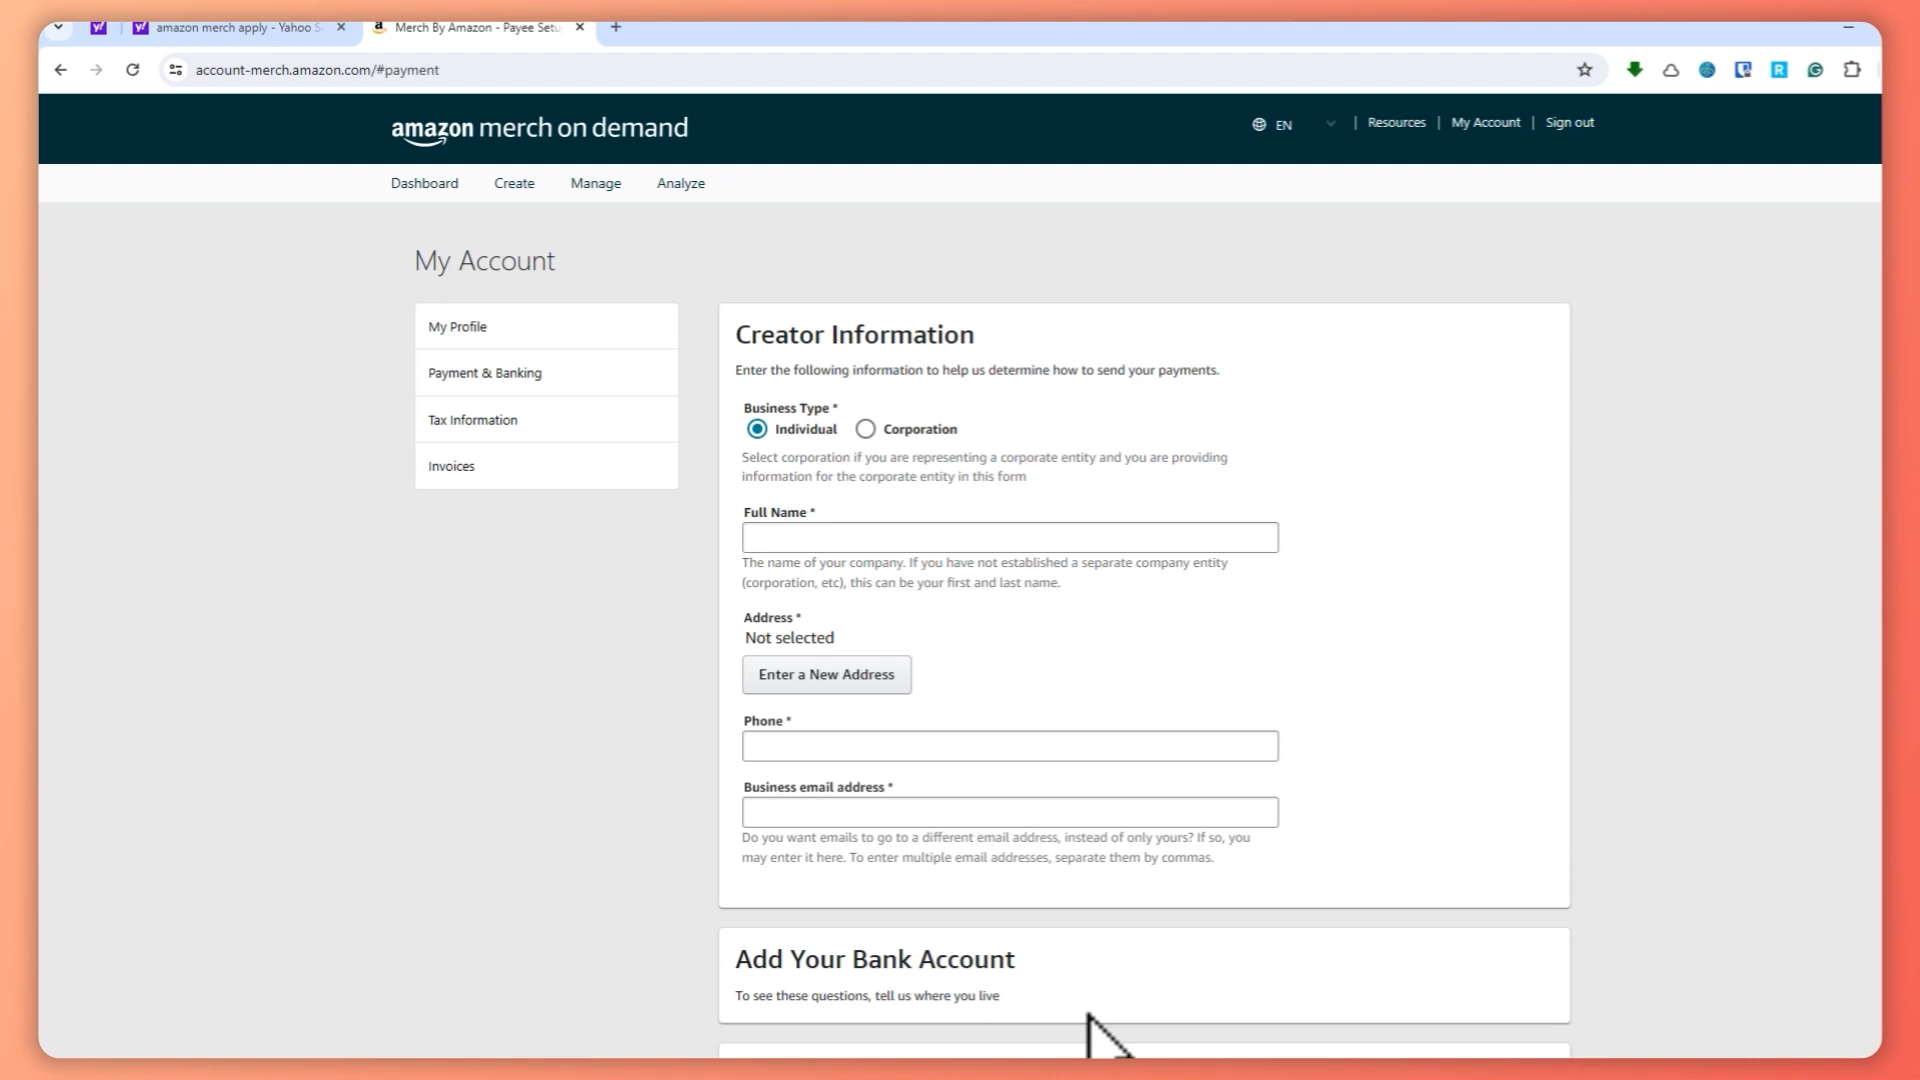 amazon merch apply - Yahoo S
Merch By Amazon - Payee Setu
account-merch.amazon.com/#payment
amazon merch on demand
EN | Resources | My Account | Sign out
Dashboard Create Manage Analyze
My Account
My Profile
Payment & Banking
Tax Information
Invoices
Creator Information
Enter the following information to help us determine how to send your payments.
Business Type *
Individual Corporation
Select corporation if you are representing a corporate entity and you are providing
information for the corporate entity in this form
Full Name *
The name of your company. If you have not established a separate company entity
(corporation, etc), this can be your first and last name.
Address *
Not selected
Enter a New Address
Phone *
Business email address *
Do you want emails to go to a different email address, instead of only yours? If so, you
may enter it here. To enter multiple email addresses, separate them by commas.
Add Your Bank Account
To see these questions, tell us where you live